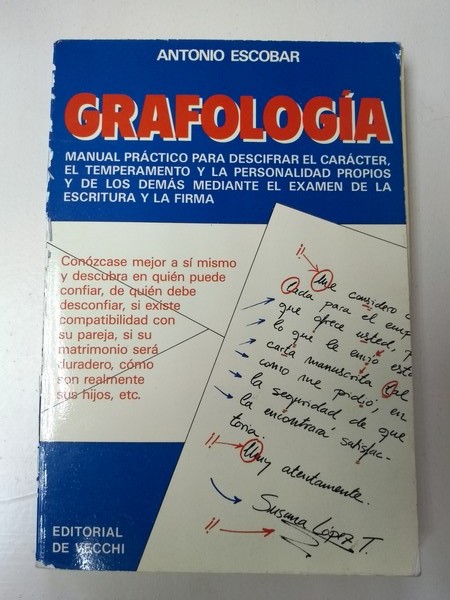 ANTONIO ESCOBAR
GRAFOLOGÍA
MANUAL PRÁCTICO PARA DESCIFRAR EL CARÁCTER,
EL TEMPERAMENTO Y LA PERSONALIDAD PROPIOS
Y DE LOS DEMÁS MEDIANTE EL EXAMEN DE LA
ESCRITURA Y LA FIRMA
Conózcase mejor a sí mismo
y descubra en quién puede
confiar, de quién debe
desconfiar, si existe
compatibilidad con
su pareja, si su
matrimonio será
duradero, cómo
son realmente
sus hijos, etc.
!! Me considero
para el
que ofrece usted,
lo que le envío
carta manuscrita tal
como me pidió, en
la seguridad de que
la encontrará satisfac-
toria.
!! Muy atentamente.
Susana López T.
!!
EDITORIAL
DE VECCHI